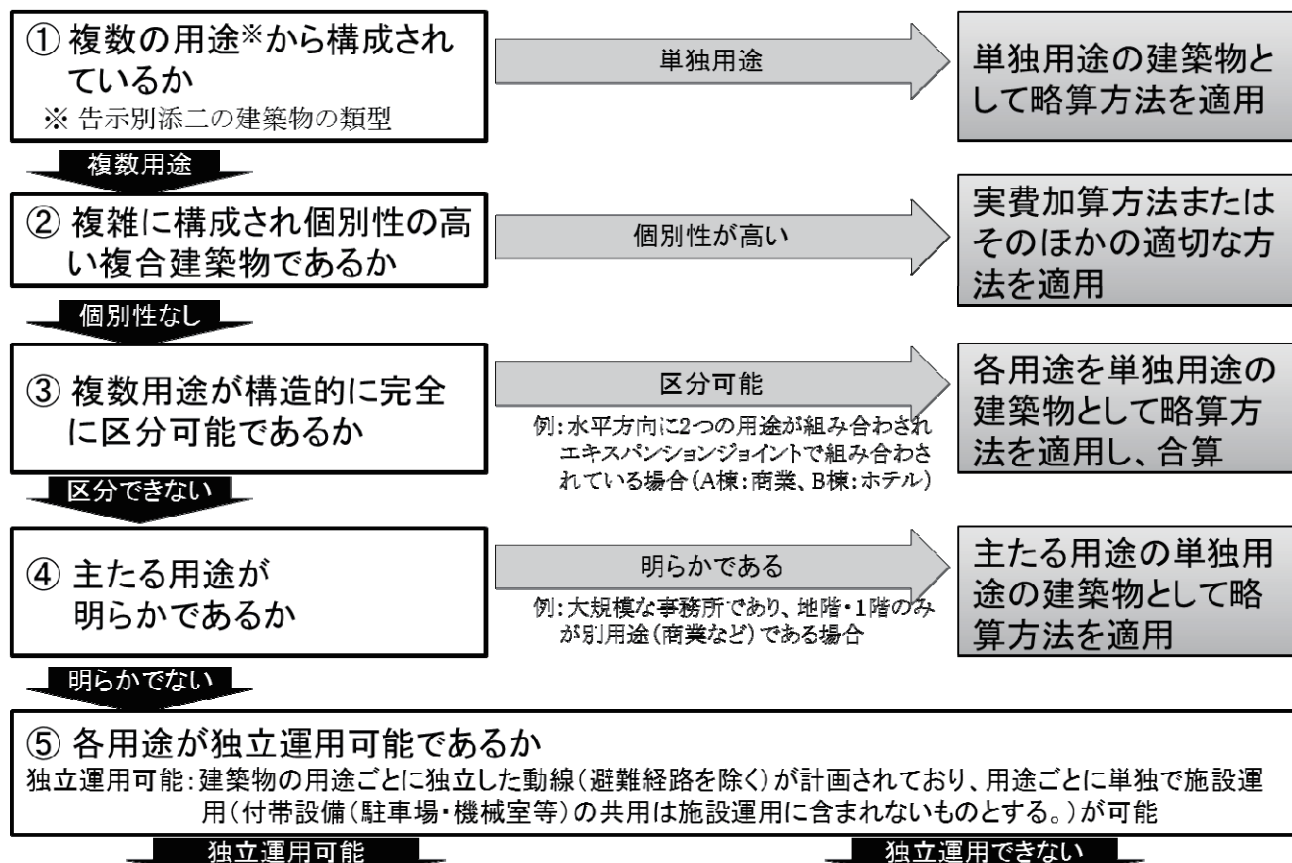 ① 複数の用途※から構成され
ているか
※ 告示別添二の建築物の類型
単独用途
単独用途の建築物と
して略算方法を適用
複数用途
② 複雑に構成され個別性の高
い複合建築物であるか
個別性が高い
実費加算方法または
そのほかの適切な方
法を適用
個別性なし
③ 複数用途が構造的に完全
に区分可能であるか
区分可能
例：水平方向に2つの用途が組み合わされ
エキスパンションジョイントで組み合わさ
れている場合（A棟：商業、B棟：ホテル）
各用途を単独用途の
建築物として略算方
法を適用し、合算
区分できない
④ 主たる用途が
明らかであるか
明らかである
例：大規模な事務所であり、地階・1階のみ
が別用途（商業など）である場合
主たる用途の単独用
途の建築物として略
算方法を適用
明らかでない
⑤ 各用途が独立運用可能であるか
独立運用可能：建築物の用途ごとに独立した動線（避難経路を除く）が計画されており、用途ごとに単独で施設運
用（付帯設備（駐車場・機械室等）の共用は施設運用に含まれないものとする。）が可能
独立運用可能
独立運用できない